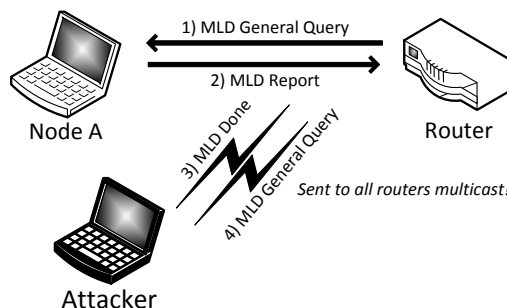 1) MLD General Query
2) MLD Report
Node A
Router
3) MLD Done
4) MLD General Query
Sent to all routers multicast!
Attacker